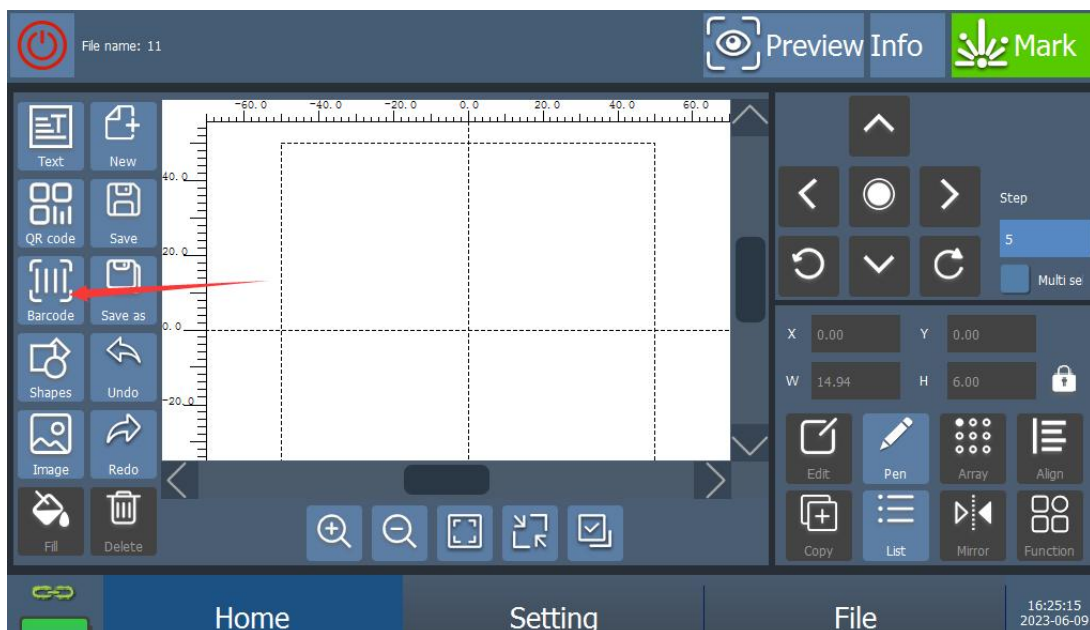 File name: 11
Preview
Info
Mark
Text
New
QR code
Save
Barcode
Save as
Shapes
Undo
Image
Redo
Fill
Delete
-60.0 -40.0 -20.0 0.0 20.0 40.0 60.0
40.0
20.0
0.0
-20.0
Step
5
Multi sel
X 0.00 Y 0.00
W 14.94 H 6.00
Edit Pen Array Align
Copy List Mirror Function
Home Setting File
16:25:15
2023-06-09